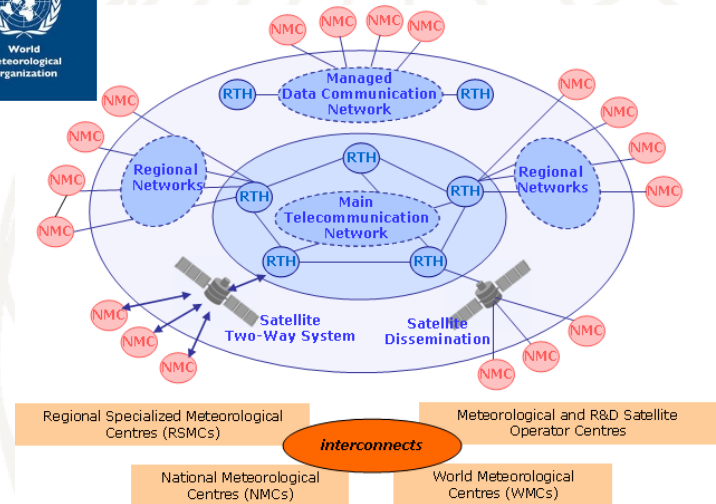 World
eteorological
rganization
NMC NMC NMC NMC
NMC
NMC
NMC
NMC
Managed
Data Communication
Network
RTH
RTH
NMC
NMC
NMC
NMC
Regional
Networks
Regional
Networks
RTH
RTH
RTH
RTH
RTH
Main
Telecommunication
Network
Satellite
Two-Way System
Satellite
Dissemination
NMC
NMC
NMC
NMC
NMC
NMC
Regional Specialized Meteorological
Centres (RSMCs)
Meteorological and R&D Satellite
Operator Centres
interconnects
National Meteorological
Centres (NMCs)
World Meteorological
Centres (WMCs)